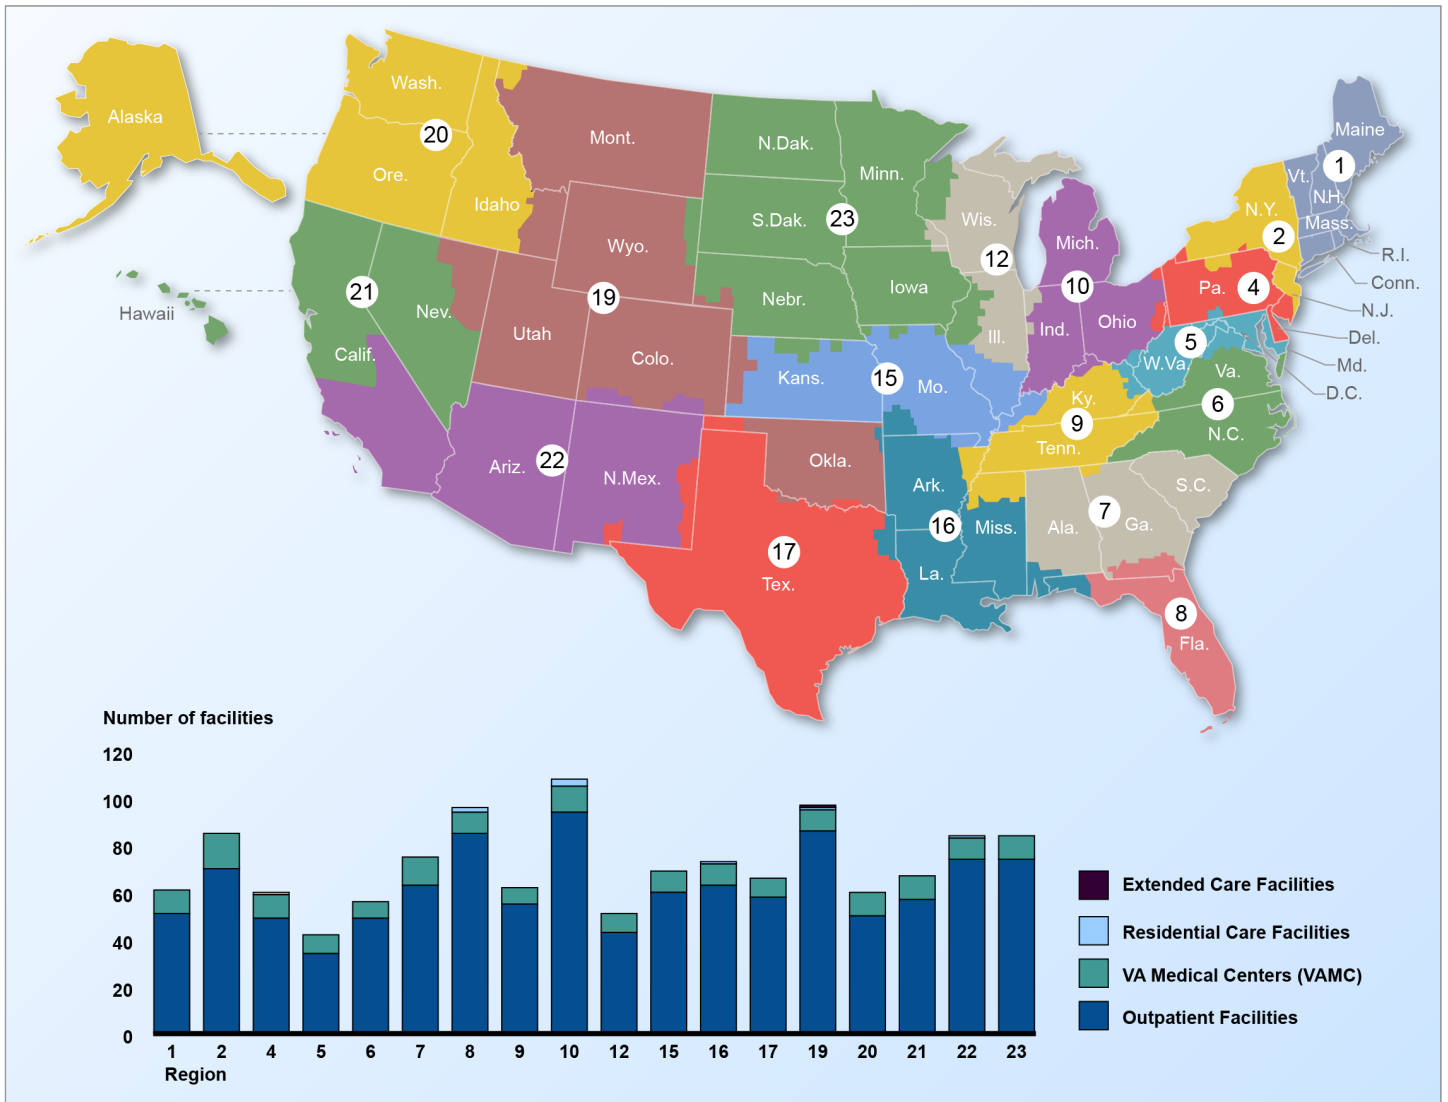 Alaska
Wash.
20
Ore.
Idaho
Mont.
N.Dak.
Minn.
S.Dak.
23
Wis.
12
Mich.
10
Maine
1
Vt.
N.H.
N.Y.
Mass.
2
R.I.
Conn.
Pa.
4
N.J.
Del.
Md.
D.C.
Hawaii
21
Nev.
Calif.
Wyo.
19
Utah
Colo.
Nebr.
Iowa
Ill.
Ind.
Ohio
5
W.Va.
Va.
6
N.C.
Kans.
15
Mo.
Ky.
9
Tenn.
Ariz.
22
N.Mex.
Okla.
Ark.
16
Miss.
La.
Ala.
7
Ga.
S.C.
17
Tex.
8
Fla.
Number of facilities
120
100
80
60
40
20
0
1 2 4 5 6 7 8 9 10 12 15 16 17 19 20 21 22 23
Region
Extended Care Facilities
Residential Care Facilities
VA Medical Centers (VAMC)
Outpatient Facilities